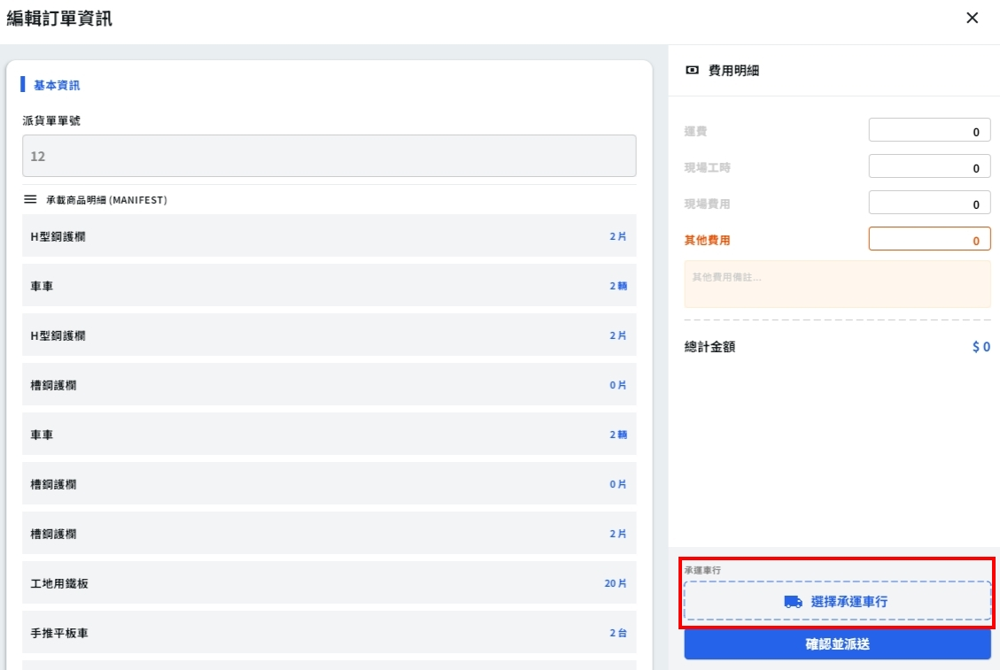 編輯訂單資訊
基本資訊
派貨單單號
12
承載商品明細 (MANIFEST)
H型鋼護欄 2 片
車車 2 輛
H型鋼護欄 2 片
槽鋼護欄 0 片
車車 2 輛
槽鋼護欄 0 片
槽鋼護欄 2 片
工地用鐵板 20 片
手推平板車 2 台
費用明細
運費 0
現場工時 0
現場費用 0
其他費用 0
其他費用備註...
總計金額 $ 0
承運車行
選擇承運車行
確認並派送